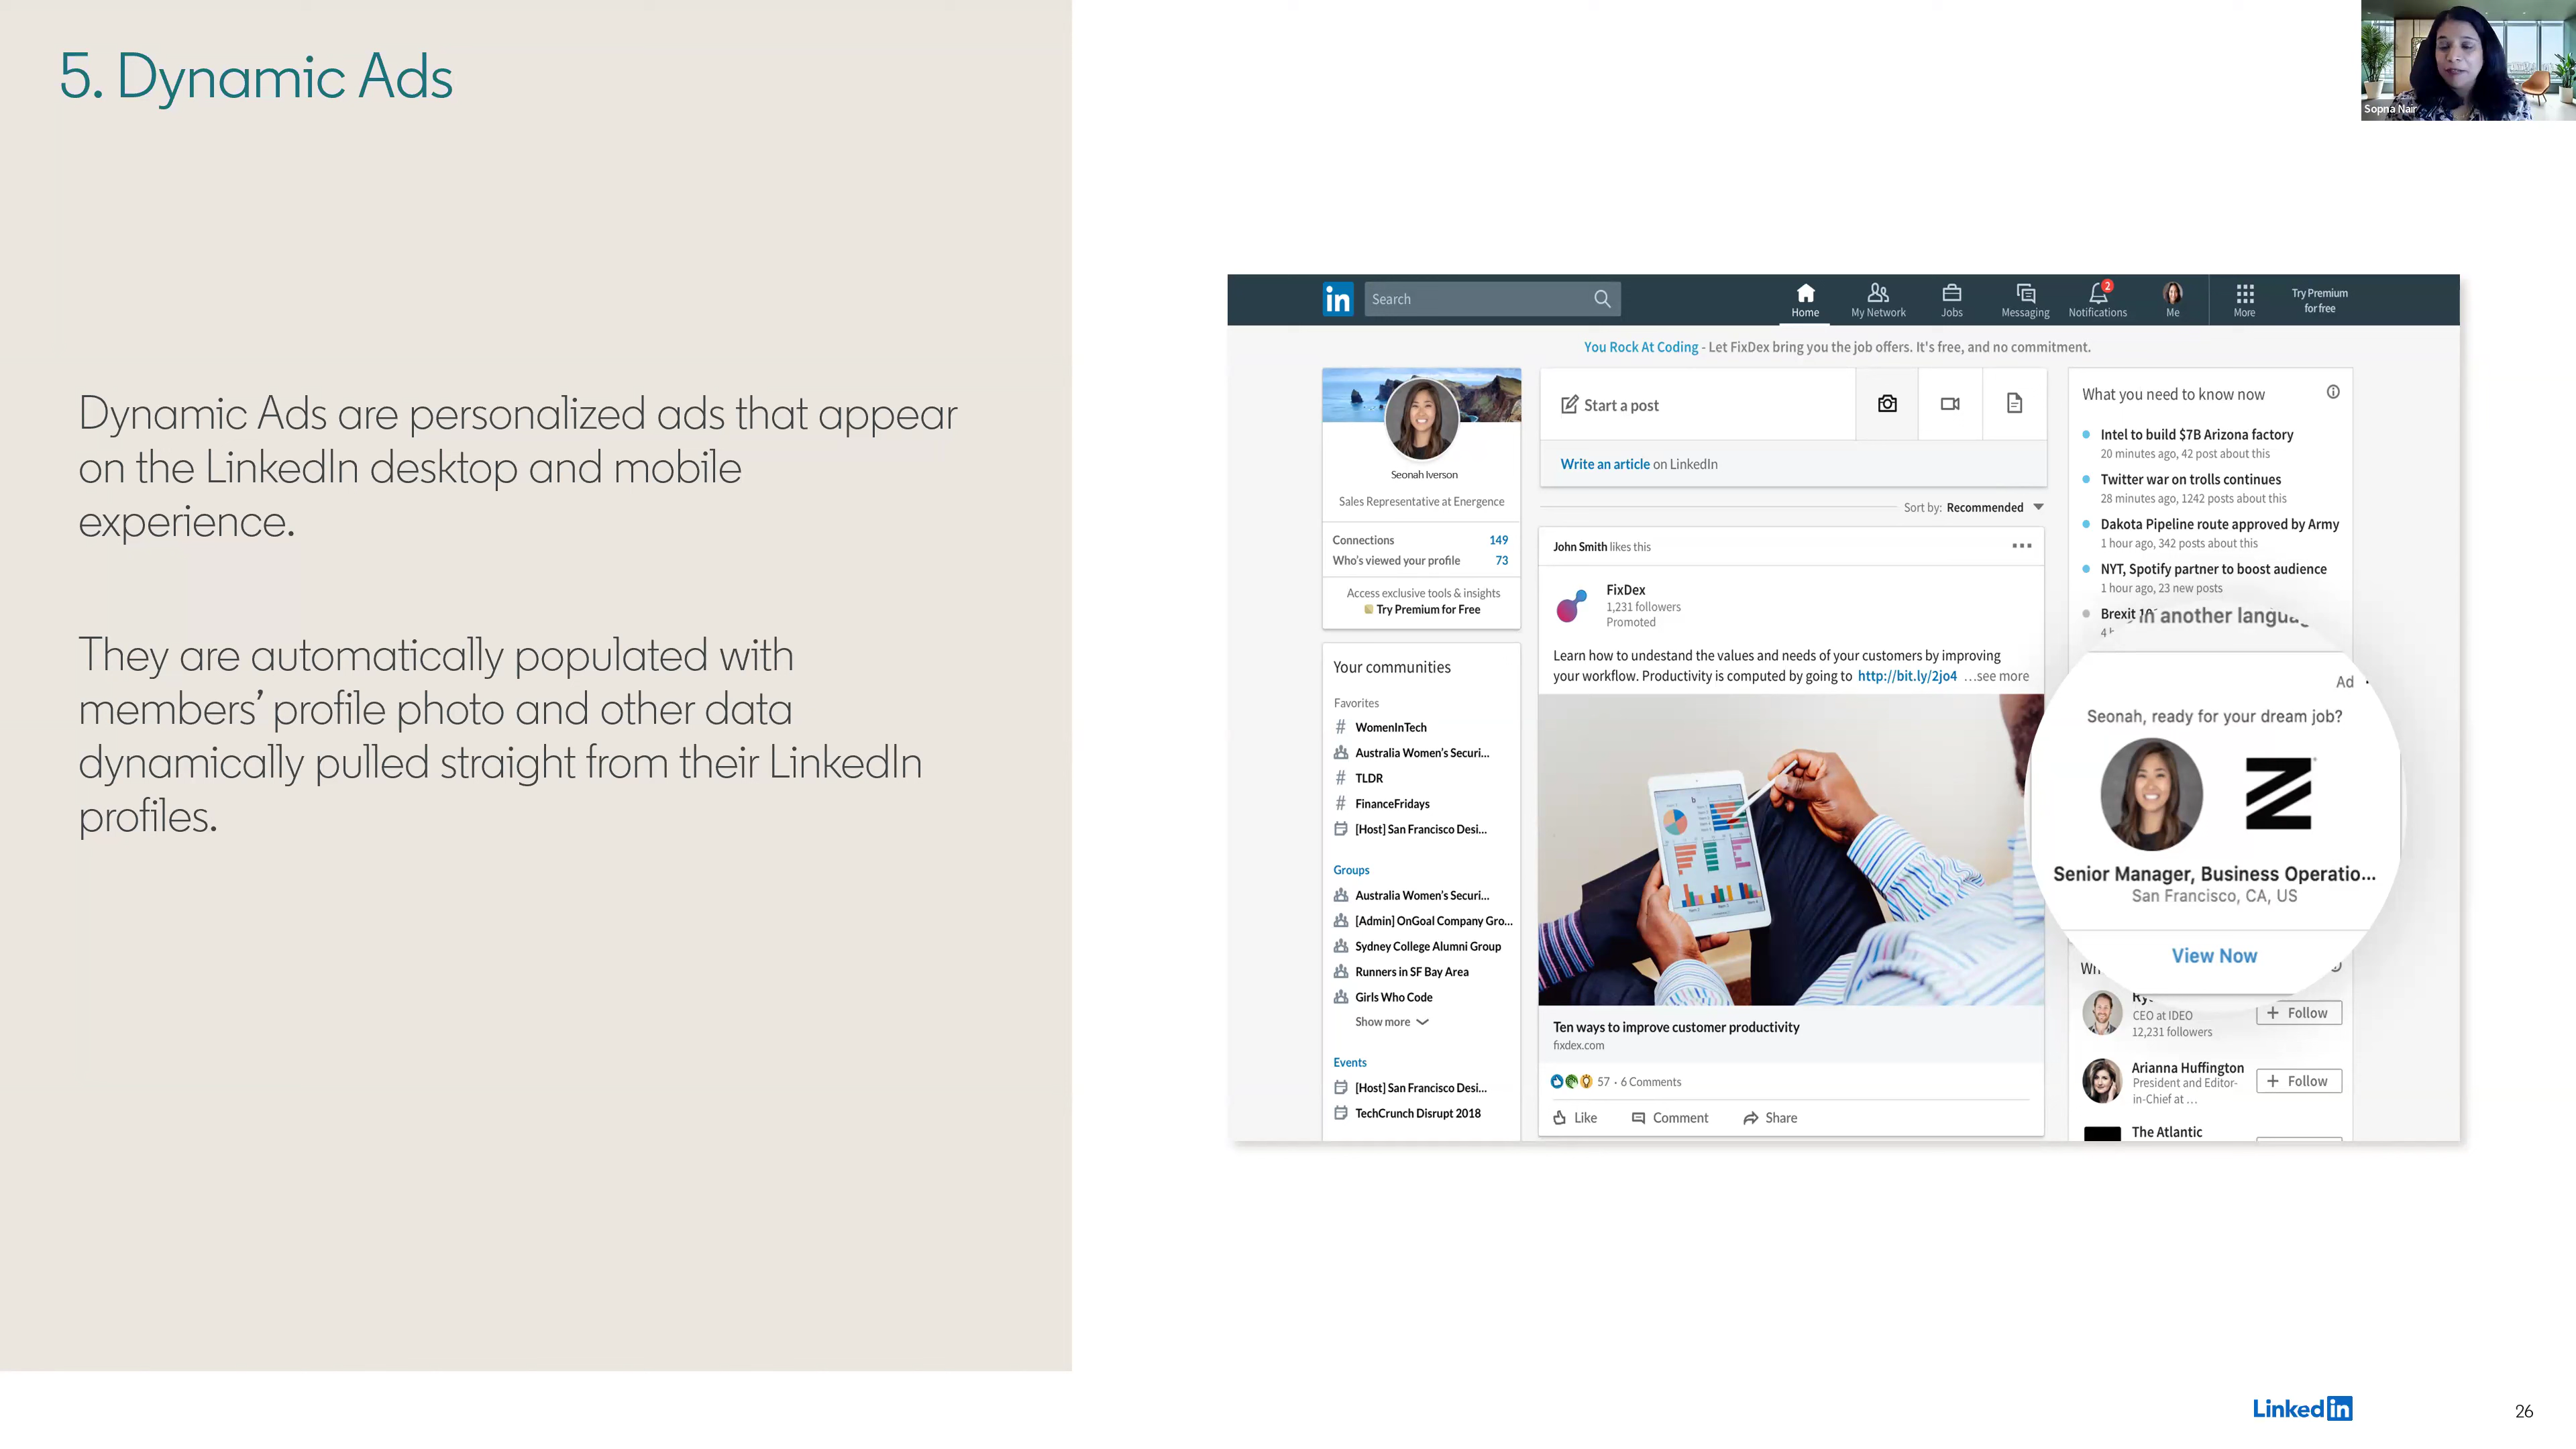 5. Dynamic Ads
Sopna Nair
Dynamic Ads are personalized ads that appear
on the LinkedIn desktop and mobile
experience.
They are automatically populated with
members’ profile photo and other data
dynamically pulled straight from their LinkedIn
profiles.
in
Search
Home
My Network
Jobs
Messaging
2
Notifications
Me
More
Try Premium
for free
You Rock At Coding - Let FixDex bring you the job offers. It's free, and no commitment.
Seonah Iverson
Sales Representative at Energence
Connections 149
Who's viewed your profile 73
Access exclusive tools & insights
Try Premium for Free
Your communities
Favorites
# WomenInTech
Australia Women's Securi...
# TLDR
# FinanceFridays
[Host] San Francisco Desi...
Groups
Australia Women's Securi...
[Admin] OnGoal Company Gro...
Sydney College Alumni Group
Runners in SF Bay Area
Girls Who Code
Show more
Events
[Host] San Francisco Desi...
TechCrunch Disrupt 2018
Start a post
Write an article on LinkedIn
Sort by: Recommended
John Smith likes this
FixDex
1,231 followers
Promoted
Learn how to undestand the values and needs of your customers by improving
your workflow. Productivity is computed by going to http://bit.ly/2jo4 ...see more
Ten ways to improve customer productivity
fixdex.com
57 · 6 Comments
Like Comment Share
What you need to know now
Intel to build $7B Arizona factory
20 minutes ago, 42 post about this
Twitter war on trolls continues
28 minutes ago, 1242 posts about this
Dakota Pipeline route approved by Army
1 hour ago, 342 posts about this
NYT, Spotify partner to boost audience
1 hour ago, 23 new posts
Brexit
in another
Ad
Seonah, ready for your dream job?
Senior Manager, Business Operatio...
San Francisco, CA, US
View Now
CEO at IDEO
12,231 followers
+ Follow
Arianna Huffington
President and Editor-
in-Chief at ...
+ Follow
The Atlantic
LinkedIn
26